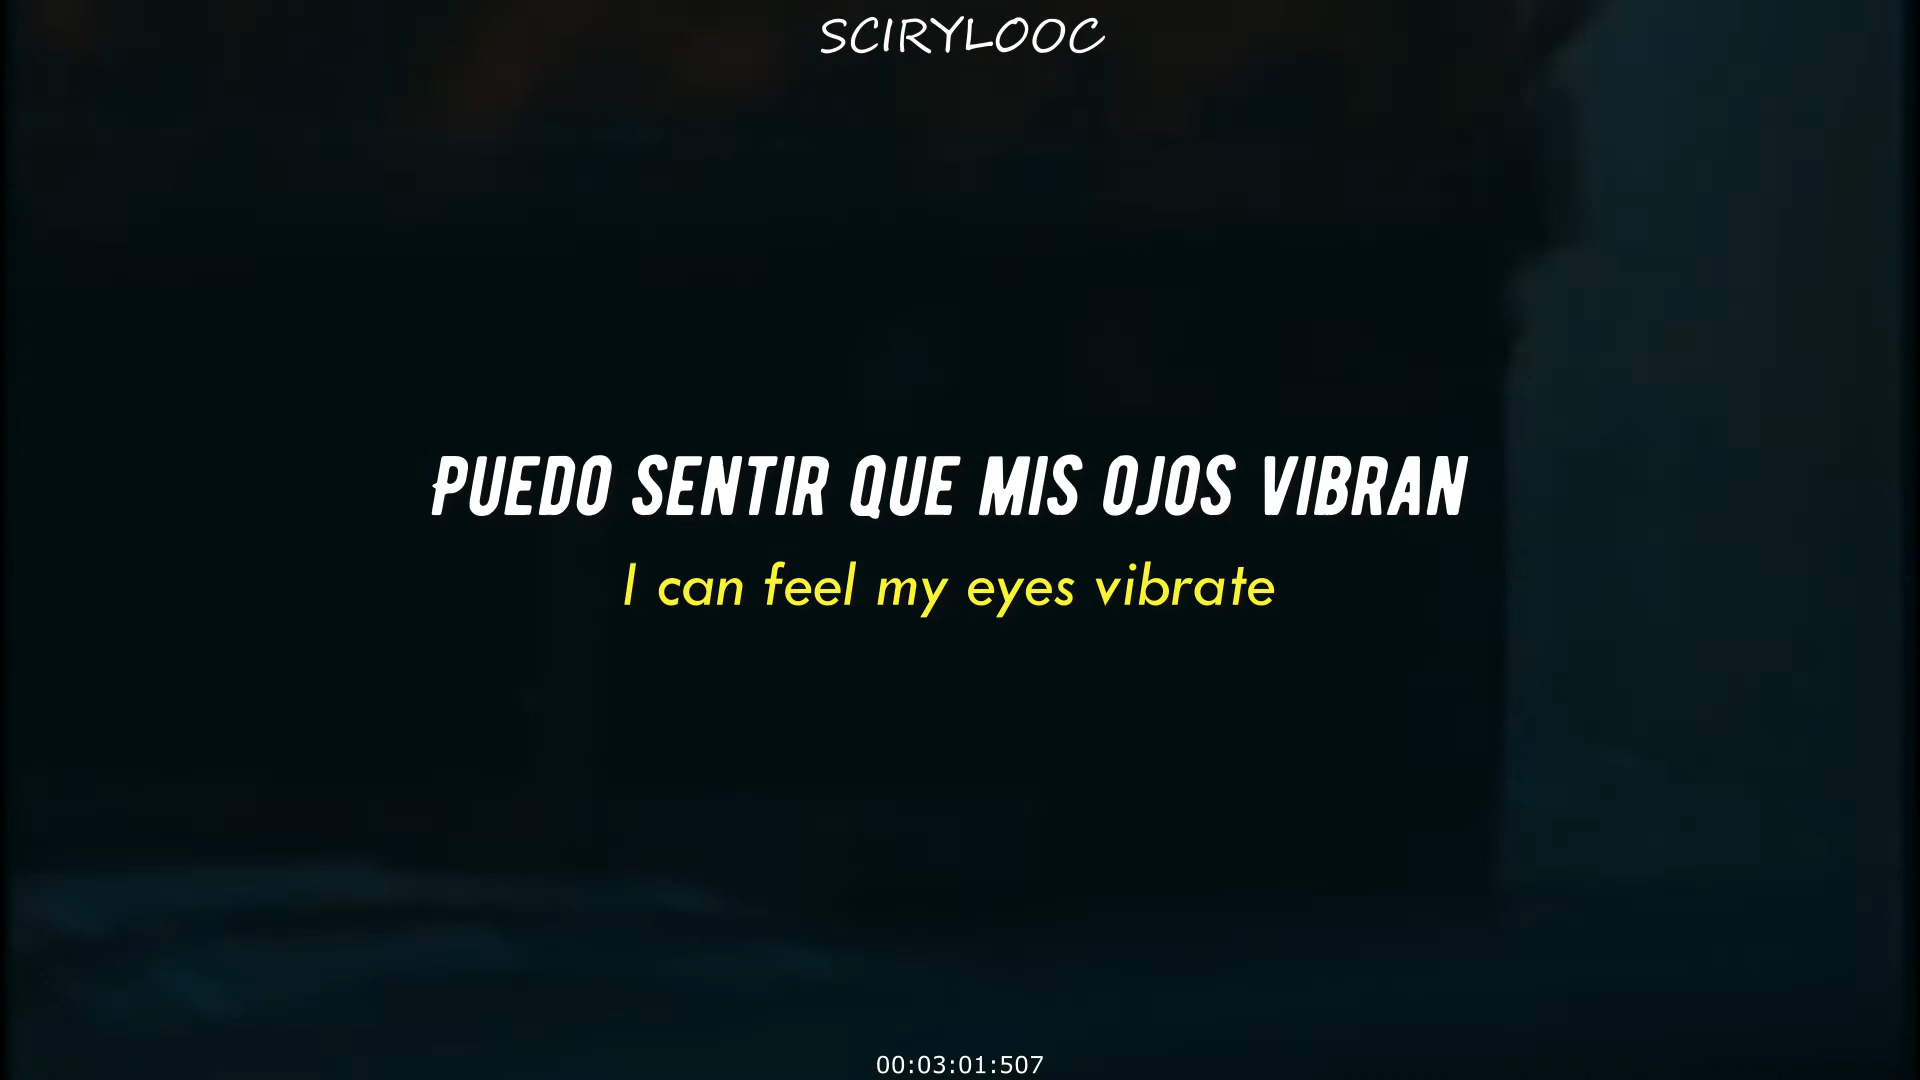 SCIRYLOOC
PUEDO SENTIR QUE MIS OJOS VIBRAN
I can feel my eyes vibrate
00:03:01:507